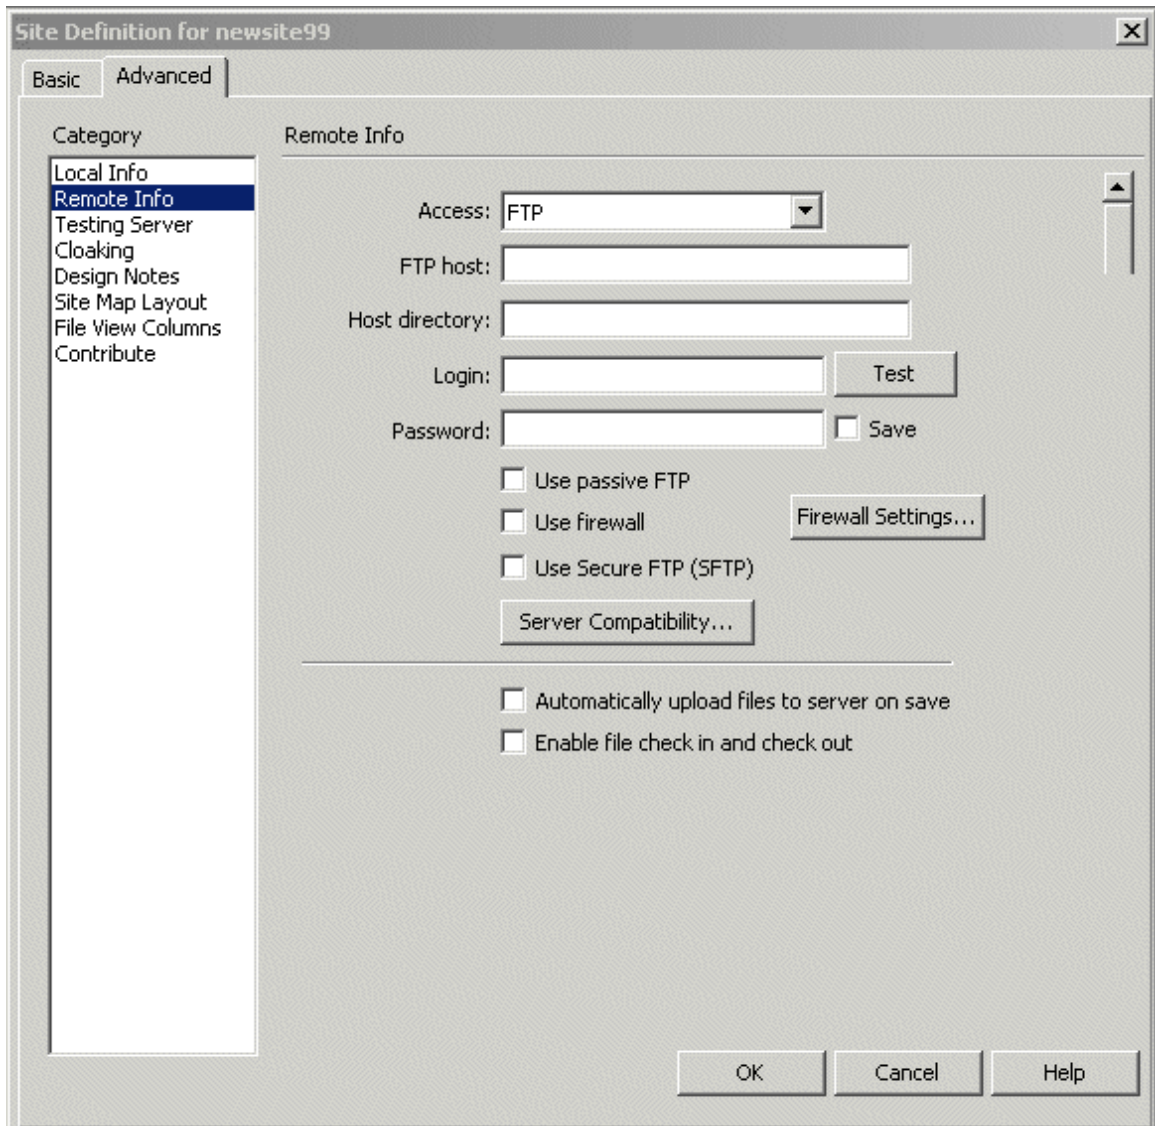 Site Definition for newsite99
Basic
Advanced
Category
Local Info
Remote Info
Testing Server
Cloaking
Design Notes
Site Map Layout
File View Columns
Contribute
Remote Info
Access: FTP
FTP host:
Host directory:
Login:
Test
Password:
Save
Use passive FTP
Use firewall
Firewall Settings...
Use Secure FTP (SFTP)
Server Compatibility...
Automatically upload files to server on save
Enable file check in and check out
OK
Cancel
Help